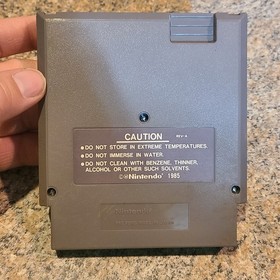 CAUTION
REV-A
•DO NOT STORE IN EXTREME TEMPERATURES.
•DO NOT IMMERSE IN WATER.
•DO NOT CLEAN WITH BENZENE, THINNER,
ALCOHOL OR OTHER SUCH SOLVENTS.
©Nintendo® 1985